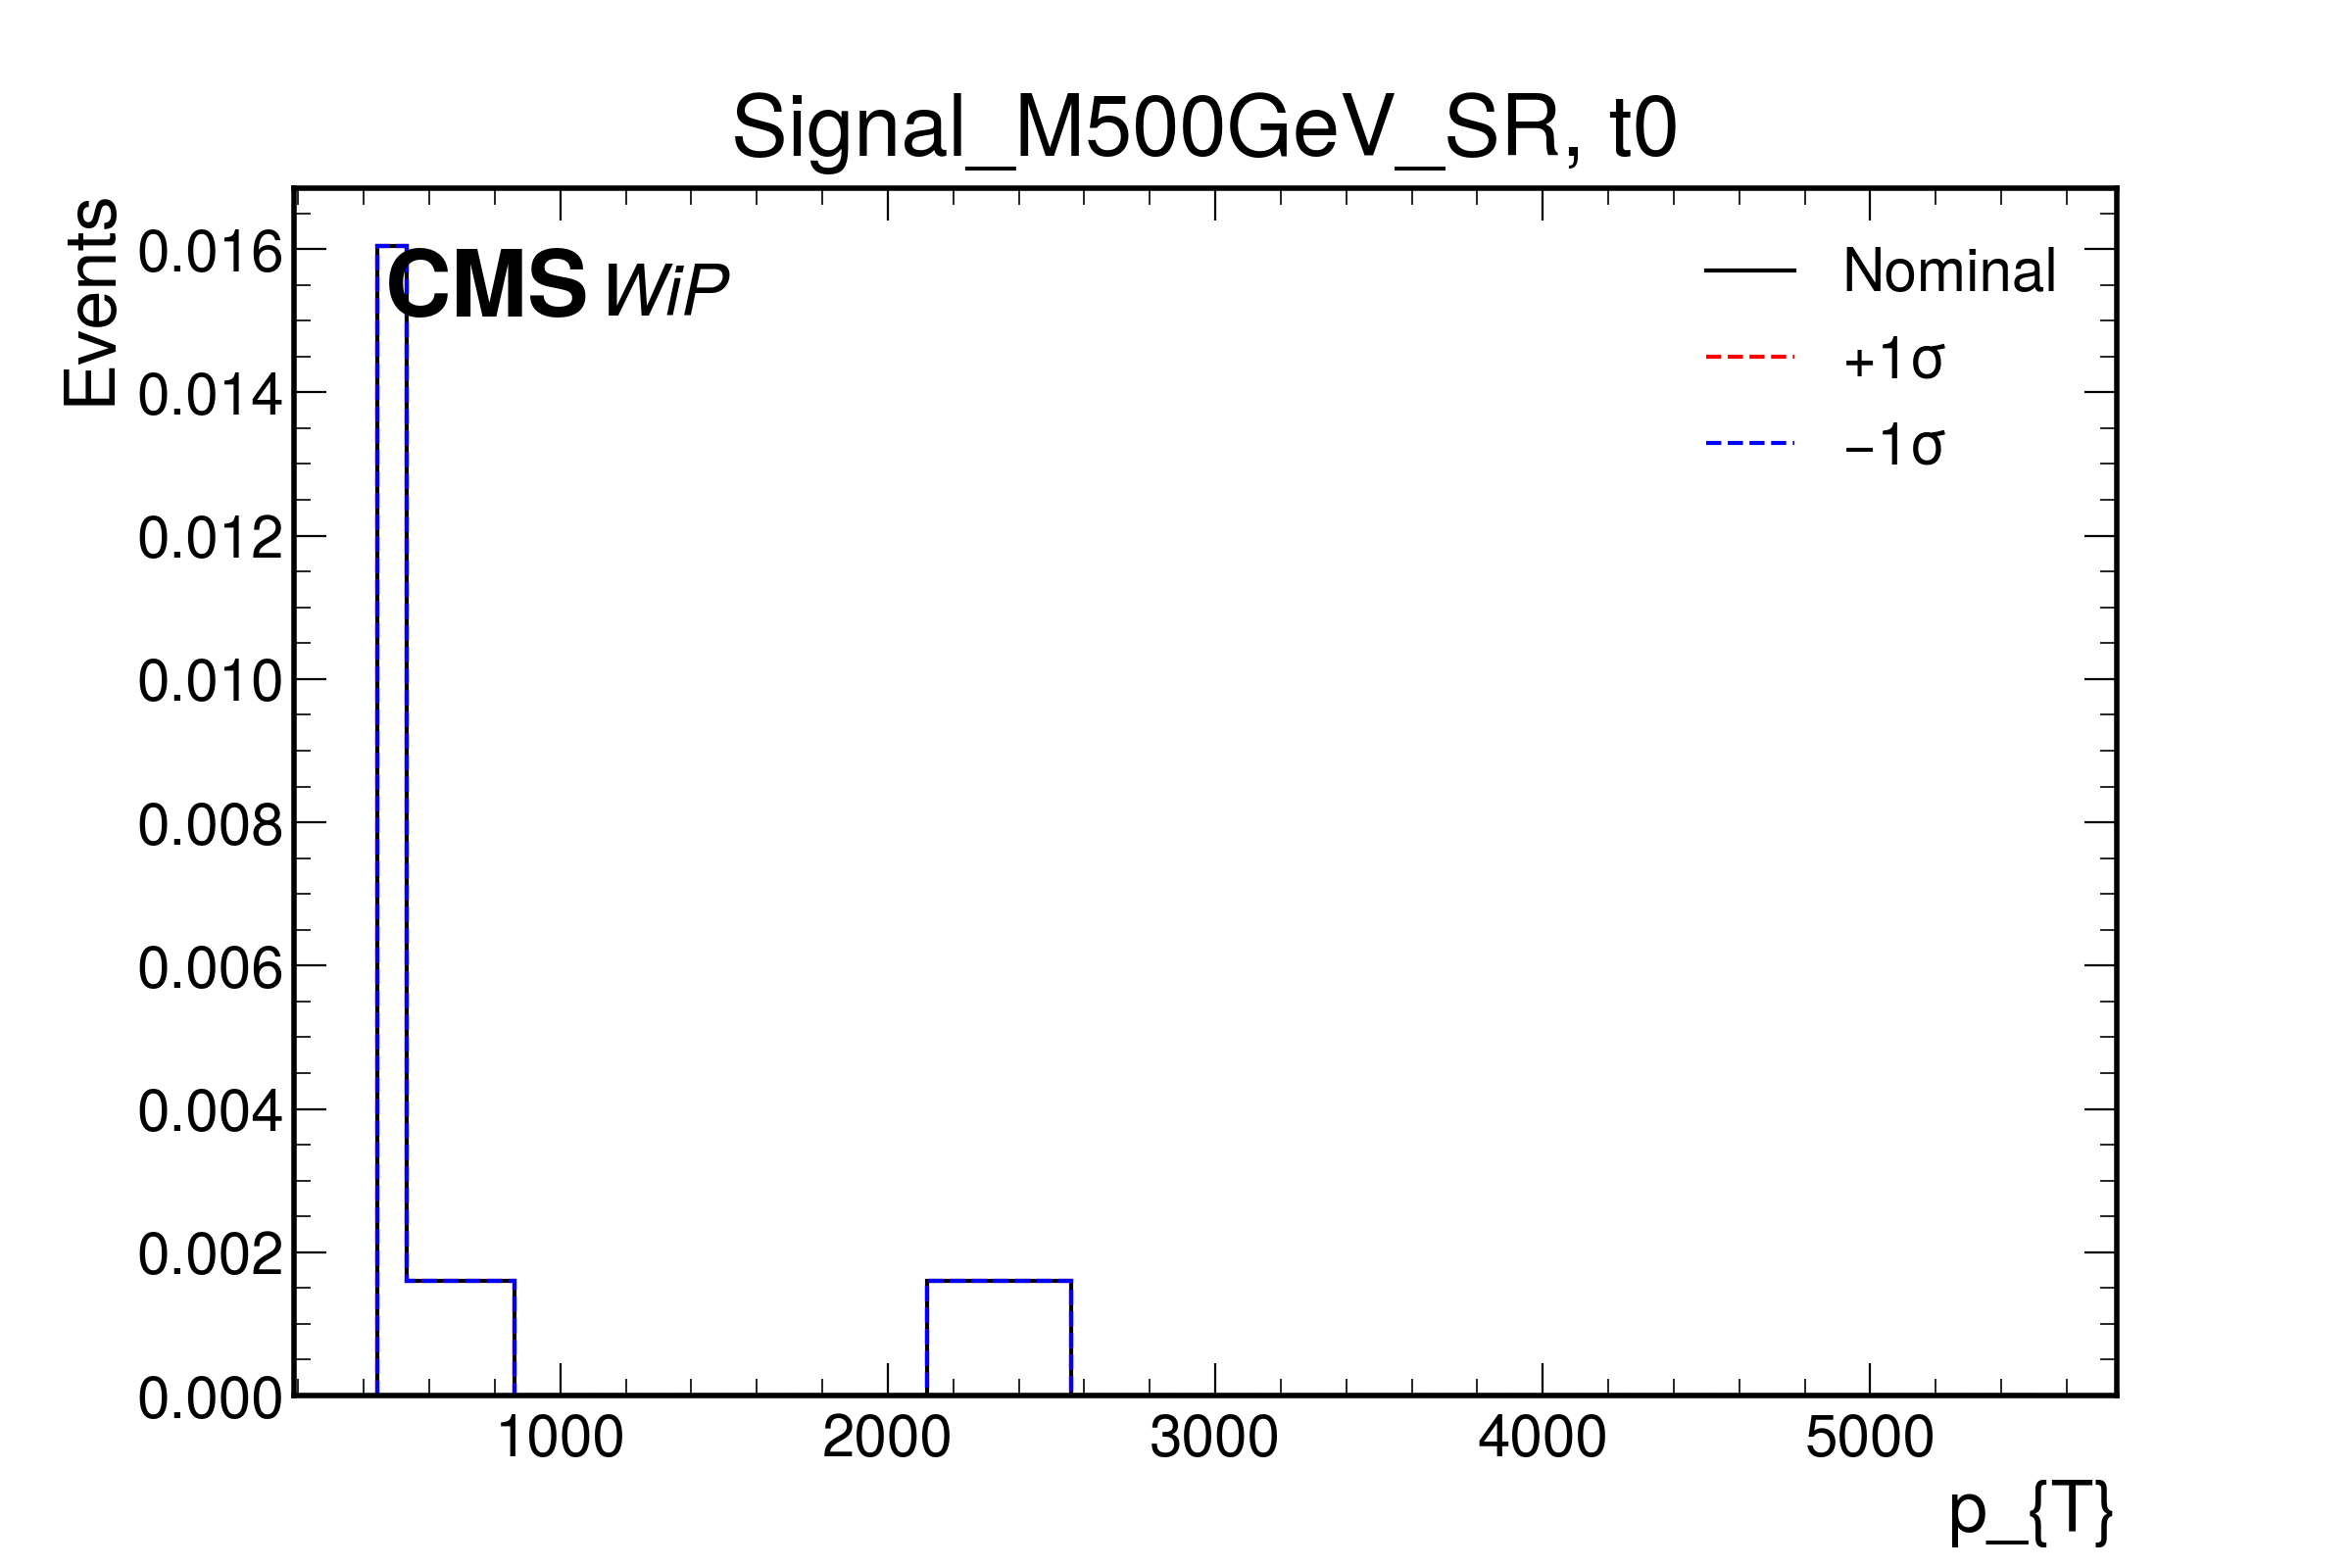 Signal_M500GeV_SR, t0
Events
CMS WiP
Nominal
+1σ
−1σ
0.016
0.014
0.012
0.010
0.008
0.006
0.004
0.002
0.000
1000 2000 3000 4000 5000
p_{T}